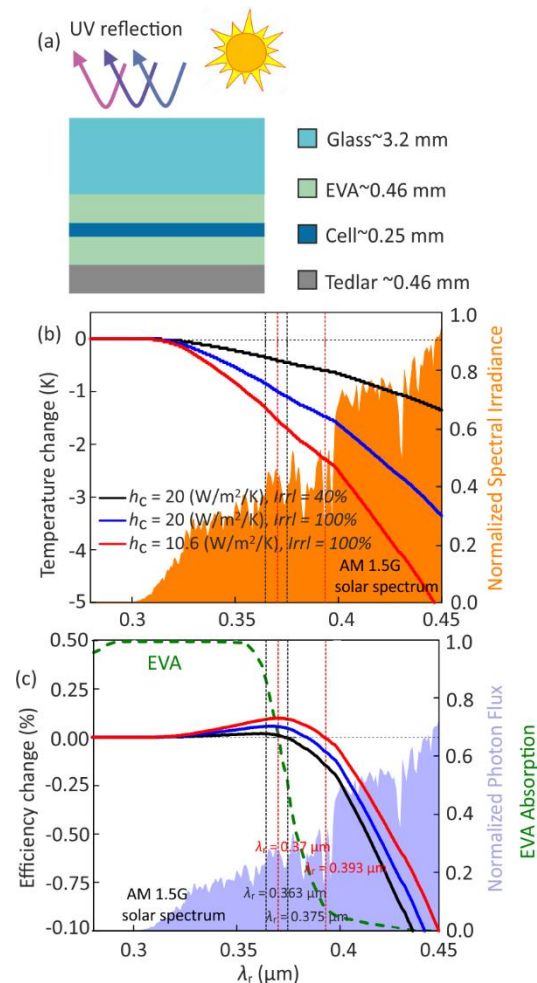 (a)
UV reflection
Glass~3.2 mm
EVA~0.46 mm
Cell~0.25 mm
Tedlar ~0.46 mm
(b)
Temperature change (K)
0
-1
-2
-3
-4
-5
h_c = 20 (W/m²/K), Irrl = 40%
h_c = 20 (W/m²/K), Irrl = 100%
h_c = 10.6 (W/m²/K), Irrl = 100%
AM 1.5G
solar spectrum
1.0
0.8
0.6
0.4
0.2
0.0
Normalized Spectral Irradiance
0.3
0.35
0.4
0.45
(c)
Efficiency change (%)
0.50
0.25
0.00
-0.25
-0.50
-0.75
-0.10
EVA
λr = 0.37 μm
λr = 0.393 μm
λr = 0.363 μm
λr = 0.375 μm
AM 1.5G
solar spectrum
1.0
0.8
0.6
0.4
0.2
0.0
Normalized Photon Flux
EVA Absorption
0.3
0.35
0.4
0.45
λr (μm)